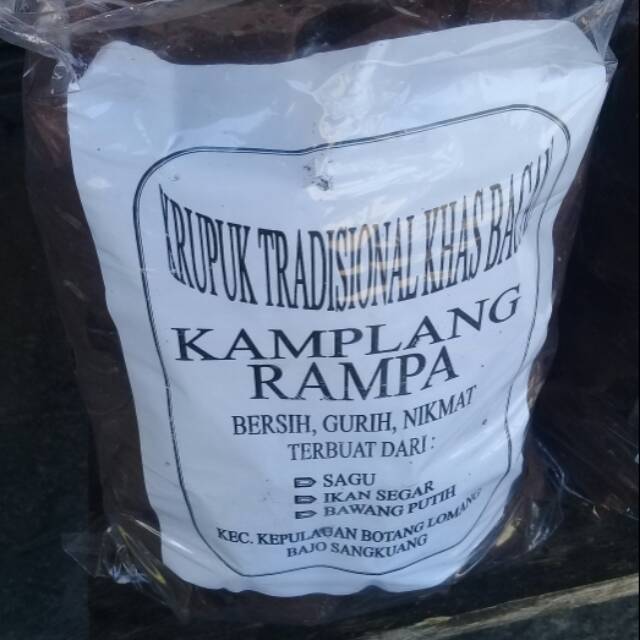 KRUPUK TRADISIONAL KHAS BACAN
KAMPLANG
RAMPA
BERSIH, GURIH, NIKMAT
TERBUAT DARI :
SAGU
IKAN SEGAR
BAWANG PUTIH
KEC. KEPULAUAN BOTANG LOMANG
BAJO SANGKUANG